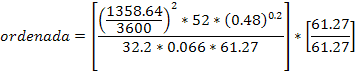 ordenada = [((1358.64/3600)^2 * 52 * (0.48)^0.2) / (32.2 * 0.066 * 61.27)] * [61.27/61.27]